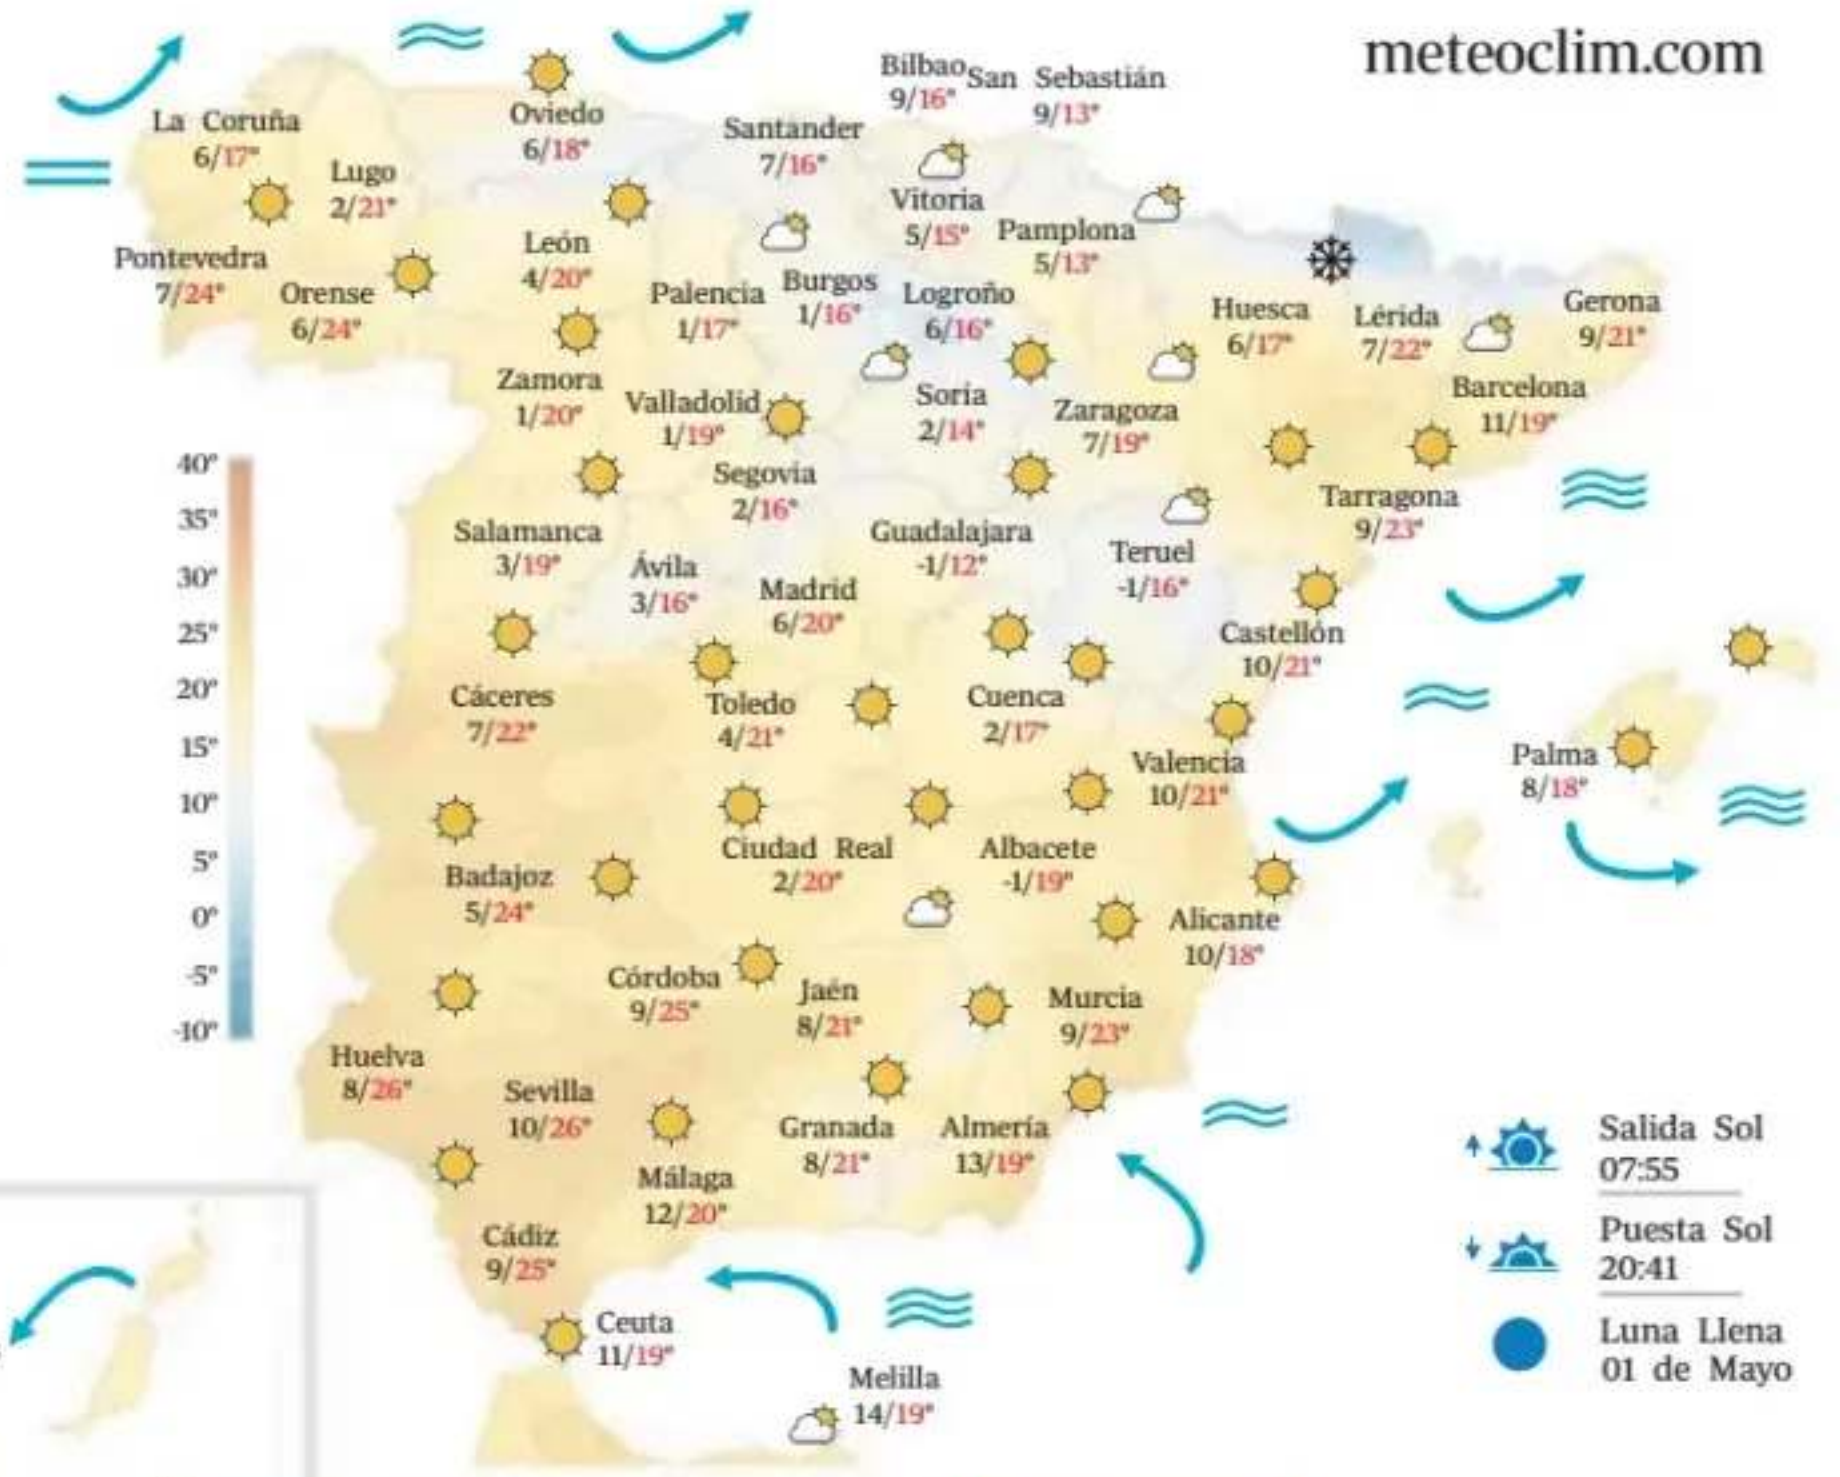 meteoclim.com
Bilbao
9/16°
San Sebastián
9/13°
La Coruña
6/17°
Oviedo
6/18°
Santander
7/16°
Lugo
2/21°
Vitoria
5/15°
Pamplona
5/13°
Pontevedra
7/24°
Orense
6/24°
León
4/20°
Palencia
1/17°
Burgos
1/16°
Logroño
6/16°
Huesca
6/17°
Lérida
7/22°
Gerona
9/21°
Zamora
1/20°
Valladolid
1/19°
Soria
2/14°
Zaragoza
7/19°
Barcelona
11/19°
Segovia
2/16°
Tarragona
9/23°
Salamanca
3/19°
Ávila
3/16°
Madrid
6/20°
Guadalajara
-1/12°
Teruel
-1/16°
Castellón
10/21°
Cáceres
7/22°
Toledo
4/21°
Cuenca
2/17°
Valencia
10/21°
Palma
8/18°
Badajoz
5/24°
Ciudad Real
2/20°
Albacete
-1/19°
Alicante
10/18°
Córdoba
9/25°
Jaén
8/21°
Murcia
9/23°
Huelva
8/26°
Sevilla
10/26°
Granada
8/21°
Almería
13/19°
Málaga
12/20°
Cádiz
9/25°
Ceuta
11/19°
Melilla
14/19°
40°
35°
30°
25°
20°
15°
10°
5°
0°
-5°
-10°
Salida Sol
07:55
Puesta Sol
20:41
Luna Llena
01 de Mayo